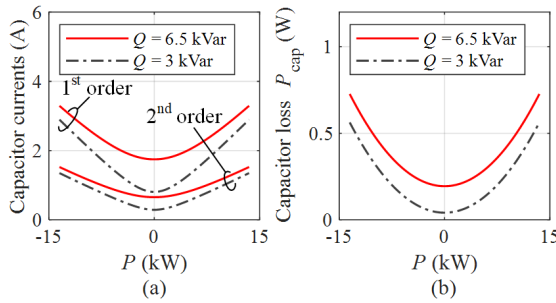 Capacitor currents (A)
6
4
2
0
Q = 6.5 kVar
Q = 3 kVar
1st order
2nd order
-15
0
15
P (kW)
(a)
Capacitor loss Pcap (W)
1
0.5
0
Q = 6.5 kVar
Q = 3 kVar
-15
0
15
P (kW)
(b)